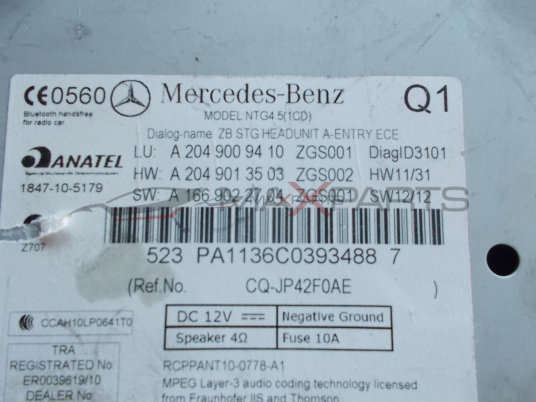 CE0560 Mercedes-Benz Q1
Bluetooth handsfree
for radio car
MODEL NTG4.5(1CD)
Dialog-name ZB STG HEADUNIT A-ENTRY ECE
ANATEL
LU: A 204 900 94 10 ZGS001 DiagID3101
HW: A 204 901 35 03 ZGS002 HW11/31
1847-10-5179
SW: A 166 902 27 04 ZGS001 SW12/12
MAXPARTS
Z707
523 PA1136C0393488 7
(Ref.No. CQ-JP42F0AE )
CCAH10LP0641T0
DC 12V Negative Ground
Speaker 4Ω Fuse 10A
TRA
REGISTRATED No:
ER0039619/10
RCPPANT10-0778-A1
MPEG Layer-3 audio coding technology licensed
from Fraunhofer IIS and Thomson